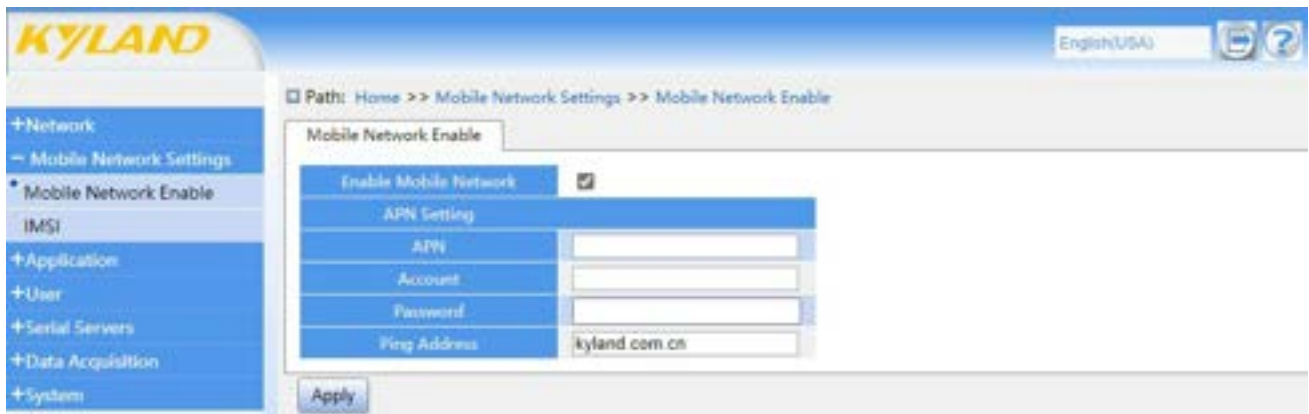 KYLAND
English(USA)
Path: Home >> Mobile Network Settings >> Mobile Network Enable
+Network
− Mobile Network Settings
Mobile Network Enable
IMSI
+Application
+User
+Serial Servers
+Data Acquisition
+System
Mobile Network Enable
Enable Mobile Network
APN Setting
APN
Account
Password
Ping Address kyland.com.cn
Apply